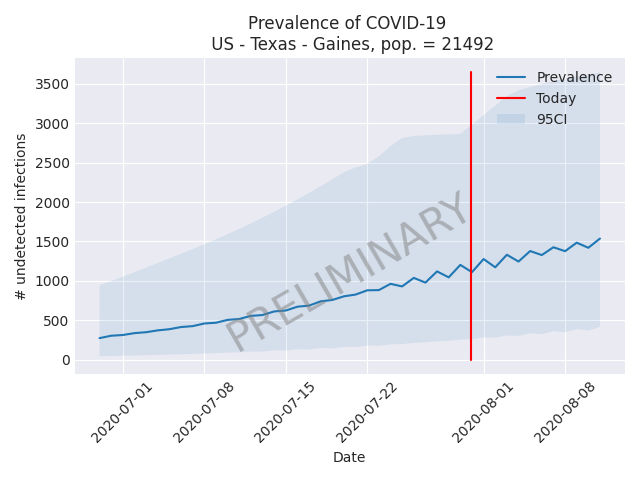 Prevalence of COVID-19
US - Texas - Gaines, pop. = 21492
Prevalence
Today
95CI
PRELIMINARY
# undetected infections
3500
3000
2500
2000
1500
1000
500
0
2020-07-01
2020-07-08
2020-07-15
2020-07-22
2020-08-01
2020-08-08
Date